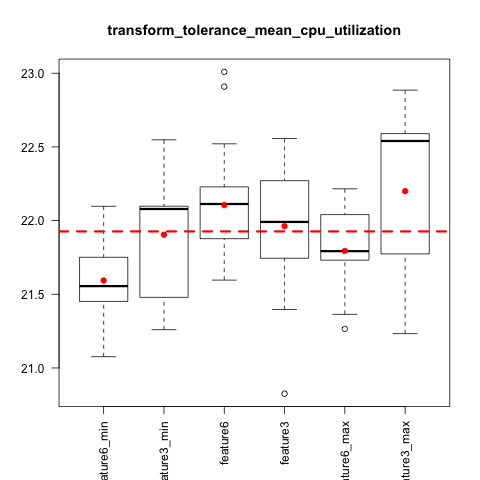 transform_tolerance_mean_cpu_utilization
23.0
22.5
22.0
21.5
21.0
ature6_min
ature3_min
feature6
feature3
ture6_max
ture3_max